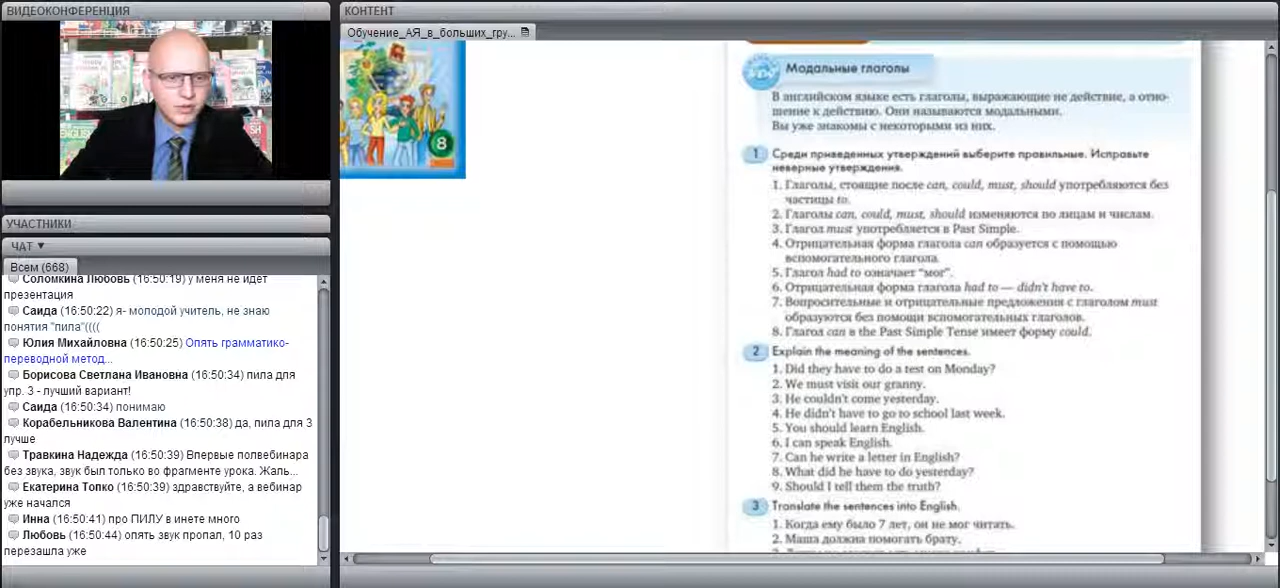 ВИДЕОКОНФЕРЕНЦИЯ
УЧАСТНИКИ
ЧАТ ▼
Всем (668)
Соломкина Любовь (16:50:19) у меня не идет
презентация
Саида (16:50:22) я- молодой учитель, не знаю
понятия "пила"((((
Юлия Михайловна (16:50:25) Опять грамматико-
переводной метод...
Борисова Светлана Ивановна (16:50:34) пила для
упр. 3 - лучший вариант!
Саида (16:50:34) понимаю
Корабельникова Валентина (16:50:38) да, пила для 3
лучше
Травкина Надежда (16:50:39) Впервые полвебинара
без звука, звук был только во фрагменте урока. Жаль...
Екатерина Топко (16:50:39) здравствуйте, а вебинар
уже начался
Инна (16:50:41) про ПИЛУ в инете много
Любовь (16:50:44) опять звук пропал, 10 раз
перезашла уже
КОНТЕНТ
Обучение_АЯ_в_больших_гру...
8
Модальные глаголы
В английском языке есть глаголы, выражающие не действие, а отно-
шение к действию. Они называются модальными.
Вы уже знакомы с некоторыми из них.
1 Среди приведенных утверждений выберите правильные. Исправьте
неверные утверждения.
1. Глаголы, стоящие после can, could, must, should употребляются без
частицы to.
2. Глаголы can, could, must, should изменяются по лицам и числам.
3. Глагол must употребляется в Past Simple.
4. Отрицательная форма глагола can образуется с помощью
вспомогательного глагола.
5. Глагол had to означает "мог".
6. Отрицательная форма глагола had to — didn't have to.
7. Вопросительные и отрицательные предложения с глаголом must
образуются без помощи вспомогательных глаголов.
8. Глагол can в the Past Simple Tense имеет форму could.
2 Explain the meaning of the sentences.
1. Did they have to do a test on Monday?
2. We must visit our granny.
3. He couldn't come yesterday.
4. He didn't have to go to school last week.
5. You should learn English.
6. I can speak English.
7. Can he write a letter in English?
8. What did he have to do yesterday?
9. Should I tell them the truth?
3 Translate the sentences into English.
1. Когда ему было 7 лет, он не мог читать.
2. Маша должна помогать брату.